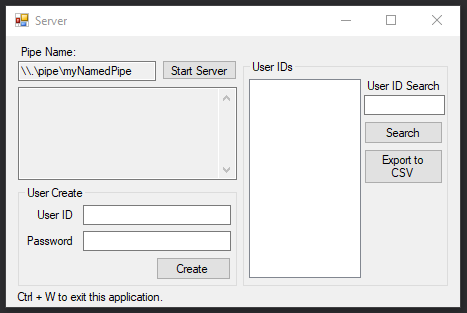 Server
Pipe Name:
\\.\pipe\myNamedPipe
Start Server
User Create
User ID
Password
Create
User IDs
User ID Search
Search
Export to
CSV
Ctrl + W to exit this application.